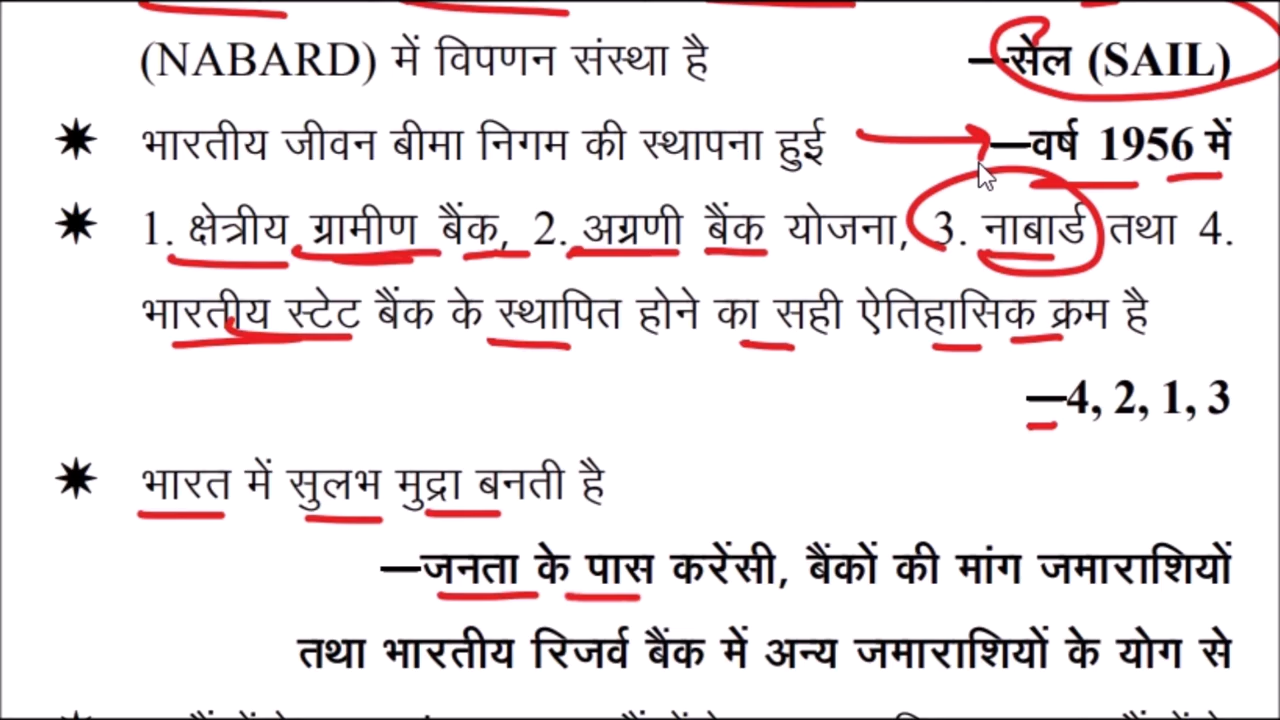 (NABARD) में विपणन संस्था है —सेल (SAIL)
✷ भारतीय जीवन बीमा निगम की स्थापना हुई —वर्ष 1956 में
✷ 1. क्षेत्रीय ग्रामीण बैंक, 2. अग्रणी बैंक योजना, 3. नाबार्ड तथा 4.
भारतीय स्टेट बैंक के स्थापित होने का सही ऐतिहासिक क्रम है
—4, 2, 1, 3
✷ भारत में सुलभ मुद्रा बनती है
—जनता के पास करेंसी, बैंकों की मांग जमाराशियों
तथा भारतीय रिजर्व बैंक में अन्य जमाराशियों के योग से